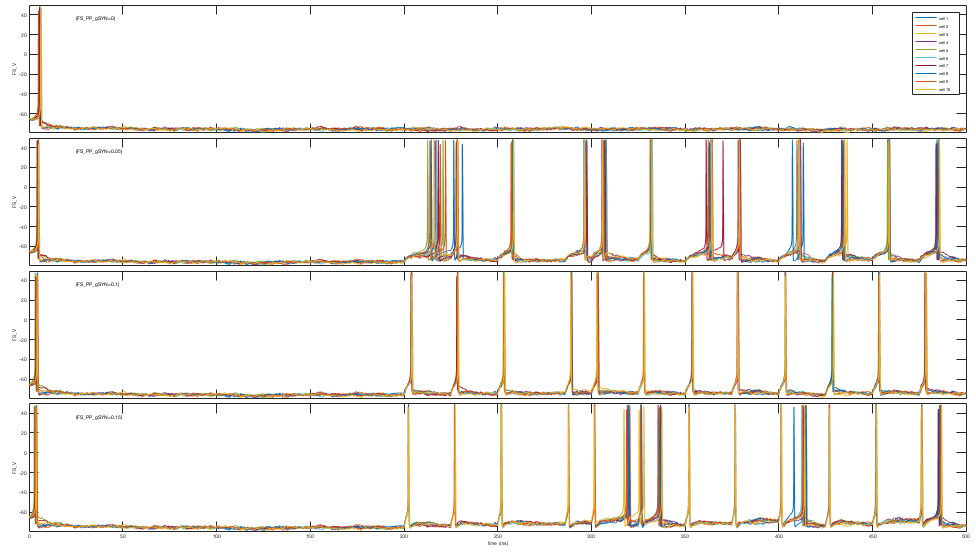 (FS_PP_gSYN=0)
FS_V
40
20
0
-20
-40
-60
cell 1
cell 2
cell 3
cell 4
cell 5
cell 6
cell 7
cell 8
cell 9
cell 10
(FS_PP_gSYN=0.05)
FS_V
40
20
0
-20
-40
-60
(FS_PP_gSYN=0.1)
FS_V
40
20
0
-20
-40
-60
(FS_PP_gSYN=0.15)
FS_V
40
20
0
-20
-40
-60
0 50 100 150 200 250 300 350 400 450 500
time (ms)